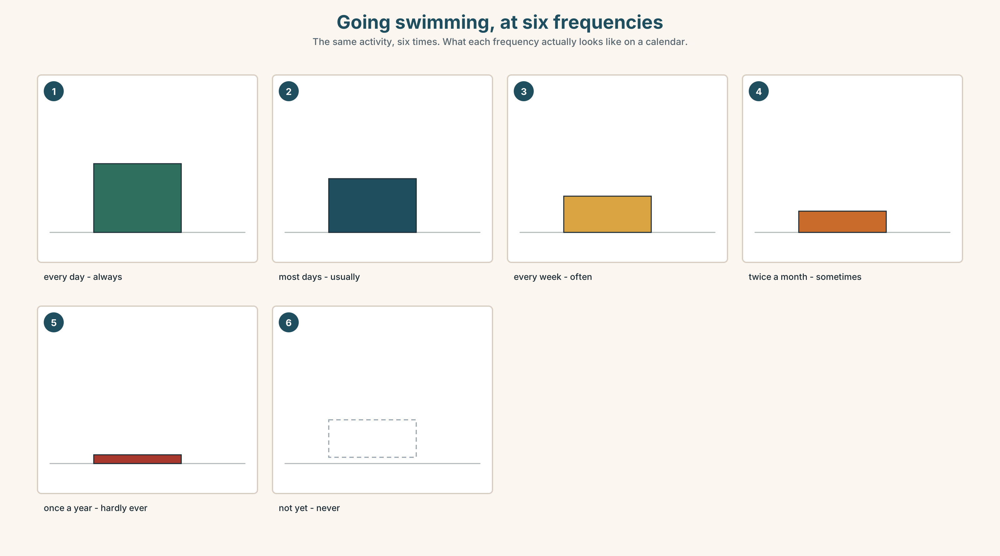 Going swimming, at six frequencies
The same activity, six times. What each frequency actually looks like on a calendar.
1
2
3
4
every day - always
most days - usually
every week - often
twice a month - sometimes
5
6
once a year - hardly ever
not yet - never